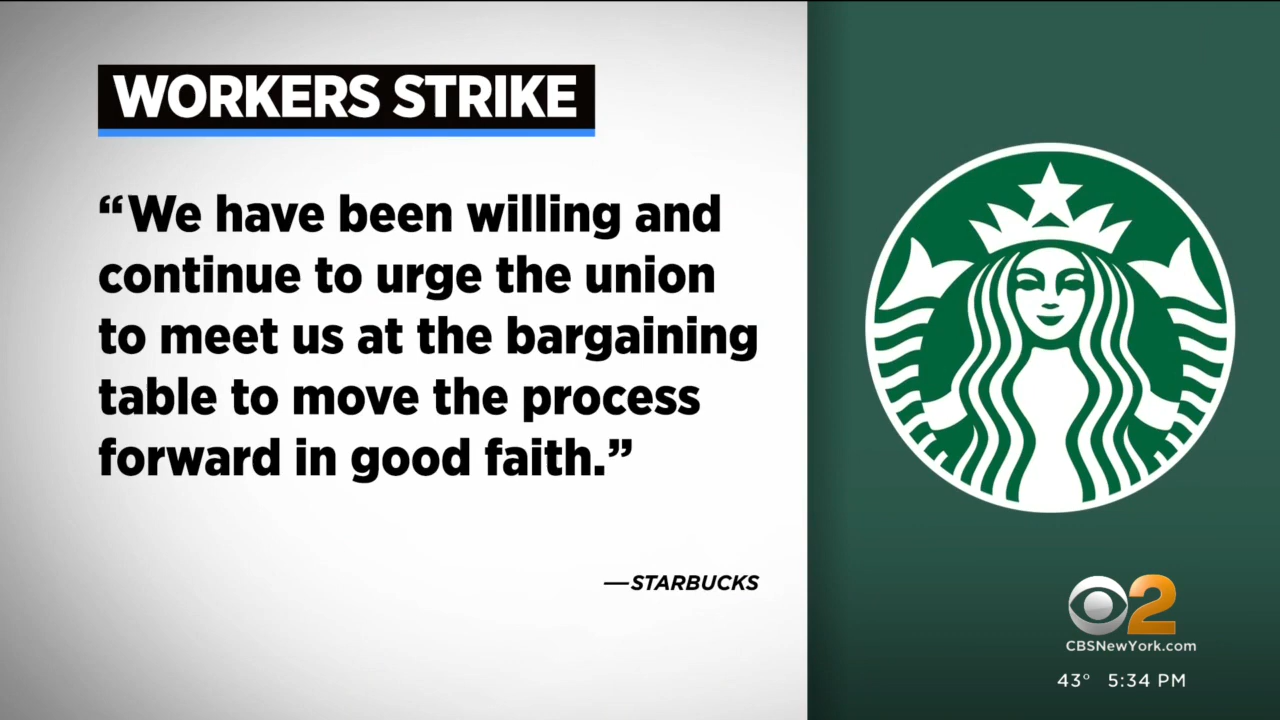 WORKERS STRIKE
“We have been willing and
continue to urge the union
to meet us at the bargaining
table to move the process
forward in good faith.”
—STARBUCKS
2
CBSNewYork.com
43° 5:34 PM